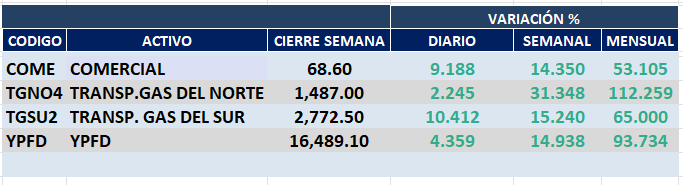 VARIACIÓN %
CODIGO ACTIVO CIERRE SEMANA DIARIO SEMANAL MENSUAL
COME COMERCIAL 68.60 9.188 14.350 53.105
TGNO4 TRANSP.GAS DEL NORTE 1,487.00 2.245 31.348 112.259
TGSU2 TRANSP. GAS DEL SUR 2,772.50 10.412 15.240 65.000
YPFD YPFD 16,489.10 4.359 14.938 93.734